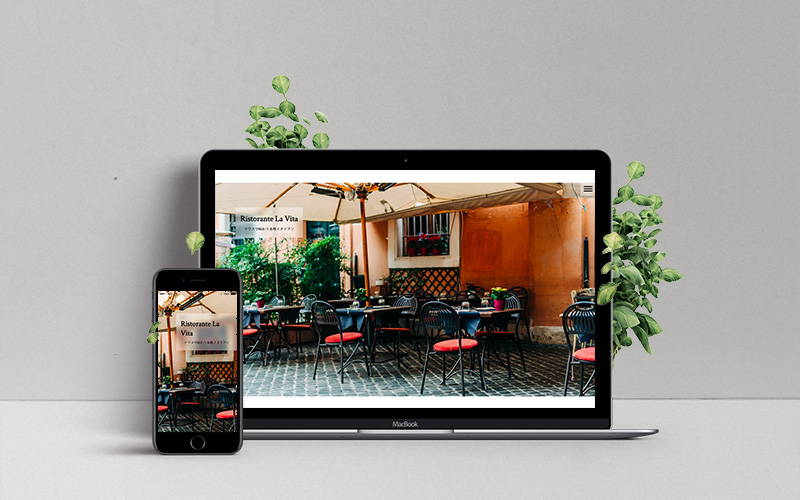 Ristorante La Vita
テラスで味わう本格イタリアン
Ristorante La
Vita
テラスで味わう本格イタリアン
MacBook